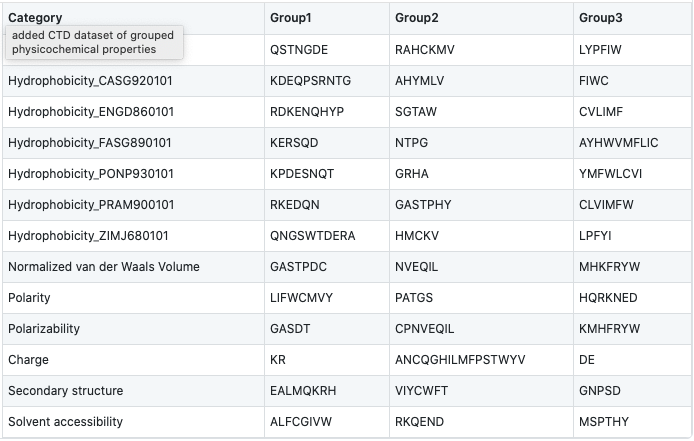 Category Group1 Group2 Group3
added CTD dataset of grouped
physicochemical properties
QSTNGDE RAHCKMV LYPFIW
Hydrophobicity_CASG920101 KDEQPSRNTG AHYMLV FIWC
Hydrophobicity_ENGD860101 RDKENQHYP SGTAW CVLIMF
Hydrophobicity_FASG890101 KERSQD NTPG AYHWVMFLIC
Hydrophobicity_PONP930101 KPDESNQT GRHA YMFWLCVI
Hydrophobicity_PRAM900101 RKEDQN GASTPHY CLVIMFW
Hydrophobicity_ZIMJ680101 QNGSWTDERA HMCKV LPFYI
Normalized van der Waals Volume GASTPDC NVEQIL MHKFRYW
Polarity LIFWCMVY PATGS HQRKNED
Polarizability GASDT CPNVEQIL KMHFRYW
Charge KR ANCQGHILMFPSTWYV DE
Secondary structure EALMQKRH VIYCWFT GNPSD
Solvent accessibility ALFCGIVW RKQEND MSPTHY